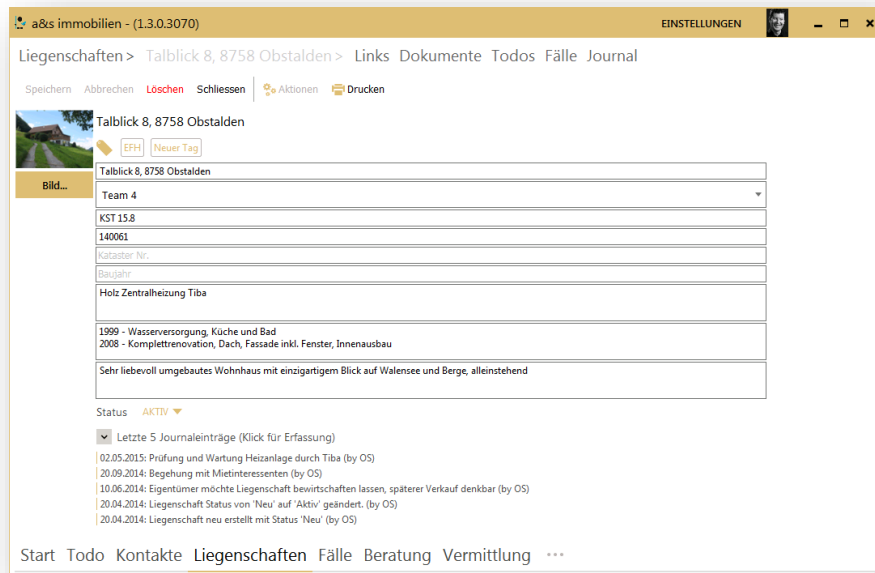 a&s immobilien - (1.3.0.3070)
EINSTELLUNGEN
Liegenschaften > Talblick 8, 8758 Obstalden > Links Dokumente Todos Fälle Journal
Speichern Abbrechen Löschen Schliessen Aktionen Drucken
Talblick 8, 8758 Obstalden
EFH Neuer Tag
Bild...
Talblick 8, 8758 Obstalden
Team 4
KST 15.8
140061
Kataster Nr.
Baujahr
Holz Zentralheizung Tiba
1999 - Wasserversorgung, Küche und Bad
2008 - Komplettrenovation, Dach, Fassade inkl. Fenster, Innenausbau
Sehr liebevoll umgebautes Wohnhaus mit einzigartigem Blick auf Walensee und Berge, alleinstehend
Status AKTIV
Letzte 5 Journaleinträge (Klick für Erfassung)
02.05.2015: Prüfung und Wartung Heizanlage durch Tiba (by OS)
20.09.2014: Begehung mit Mietinteressenten (by OS)
10.06.2014: Eigentümer möchte Liegenschaft bewirtschaften lassen, späterer Verkauf denkbar (by OS)
20.04.2014: Liegenschaft Status von 'Neu' auf 'Aktiv' geändert. (by OS)
20.04.2014: Liegenschaft neu erstellt mit Status 'Neu' (by OS)
Start Todo Kontakte Liegenschaften Fälle Beratung Vermittlung ...